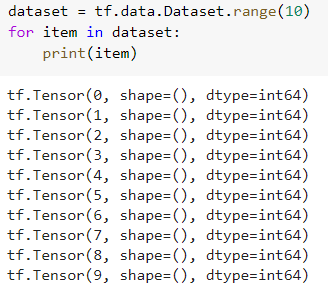 dataset = tf.data.Dataset.range(10)
for item in dataset:
    print(item)
tf.Tensor(0, shape=(), dtype=int64)
tf.Tensor(1, shape=(), dtype=int64)
tf.Tensor(2, shape=(), dtype=int64)
tf.Tensor(3, shape=(), dtype=int64)
tf.Tensor(4, shape=(), dtype=int64)
tf.Tensor(5, shape=(), dtype=int64)
tf.Tensor(6, shape=(), dtype=int64)
tf.Tensor(7, shape=(), dtype=int64)
tf.Tensor(8, shape=(), dtype=int64)
tf.Tensor(9, shape=(), dtype=int64)